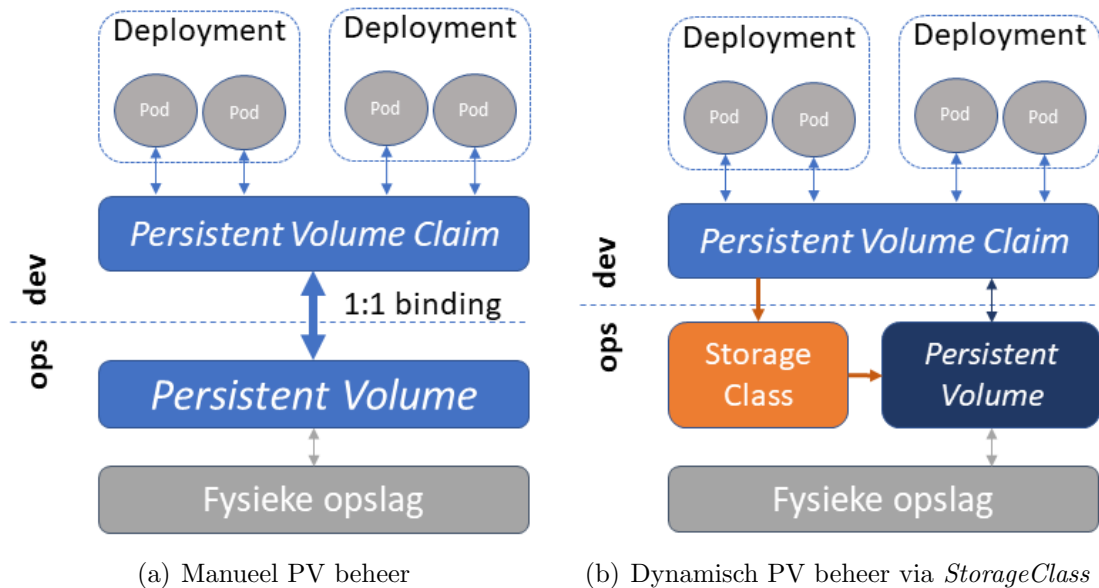 Deployment
Pod
Pod
Deployment
Pod
Pod
Persistent Volume Claim
dev
1:1 binding
ops
Persistent Volume
Fysieke opslag
(a) Manueel PV beheer
Deployment
Pod
Pod
Deployment
Pod
Pod
Persistent Volume Claim
dev
ops
Storage
Class
Persistent
Volume
Fysieke opslag
(b) Dynamisch PV beheer via StorageClass